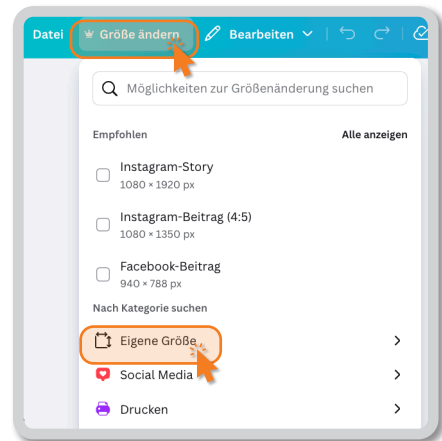 Datei Größe ändern Bearbeiten
Möglichkeiten zur Größenänderung suchen
Empfohlen Alle anzeigen
Instagram-Story
1080 × 1920 px
Instagram-Beitrag (4:5)
1080 × 1350 px
Facebook-Beitrag
940 × 788 px
Nach Kategorie suchen
Eigene Größe
Social Media
Drucken